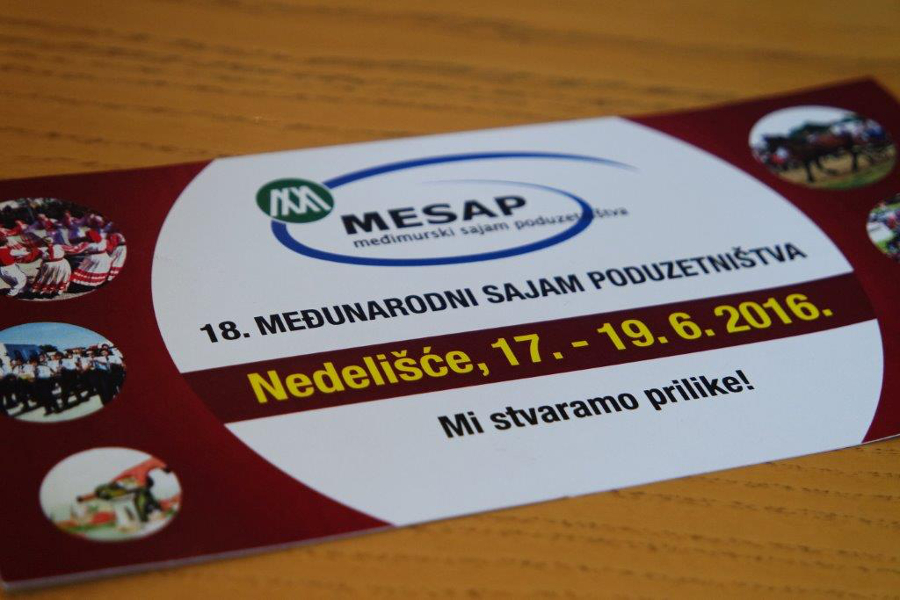 MESAP
međimurski sajam poduzetništva
18. MEĐUNARODNI SAJAM PODUZETNIŠTVA
Nedelišće, 17. - 19. 6. 2016.
Mi stvaramo prilike!